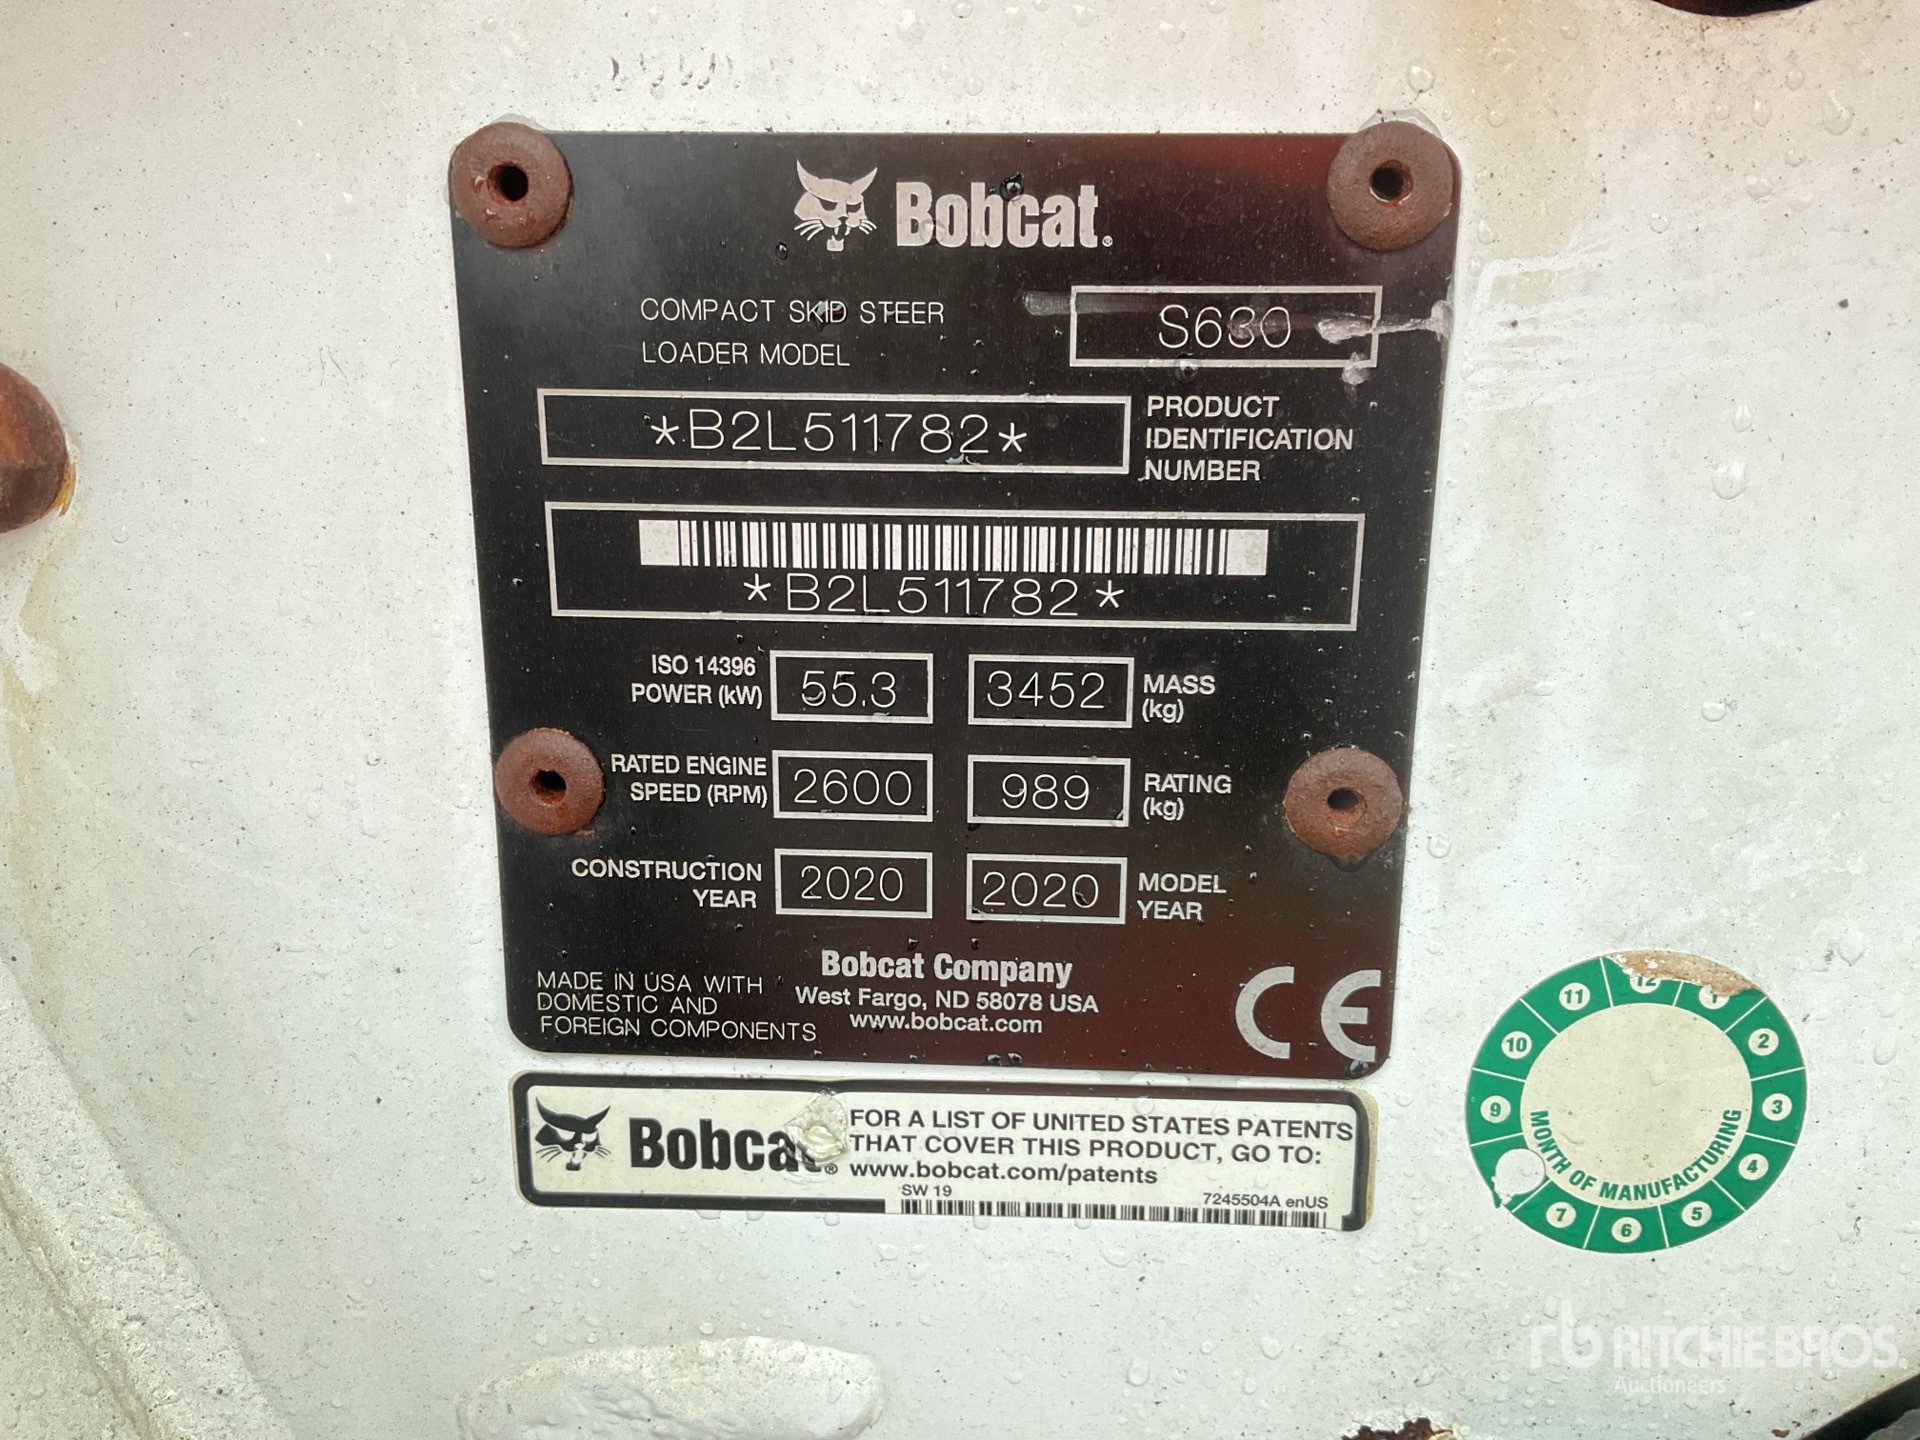 Bobcat®
COMPACT SKID STEER
LOADER MODEL
S630
*B2L511782*
PRODUCT
IDENTIFICATION
NUMBER
*B2L511782*
ISO 14396
POWER (kW)
55.3
3452
MASS
(kg)
RATED ENGINE
SPEED (RPM)
2600
989
RATING
(kg)
CONSTRUCTION
YEAR
2020
2020
MODEL
YEAR
MADE IN USA WITH
DOMESTIC AND
FOREIGN COMPONENTS
Bobcat Company
West Fargo, ND 58078 USA
www.bobcat.com
CE
Bobcat®
FOR A LIST OF UNITED STATES PATENTS
THAT COVER THIS PRODUCT, GO TO:
www.bobcat.com/patents
SW 19
7245504A enUS
12
1
2
3
4
5
6
7
9
10
11
MONTH OF MANUFACTURING
rb RITCHIE BROS.
Auctioneers